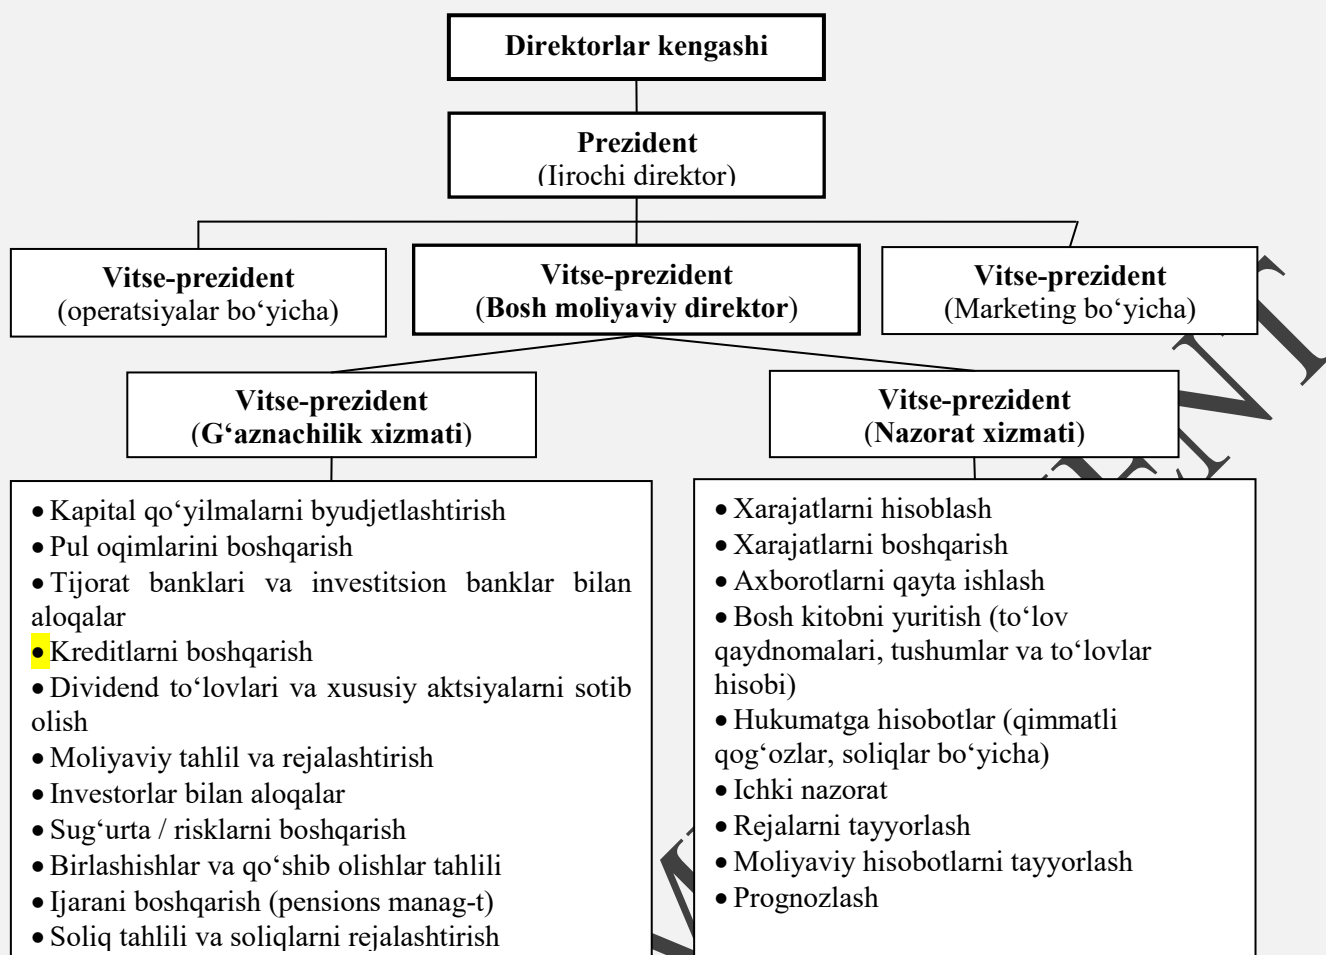 Direktorlar kengashi
Prezident
(Ijrochi direktor)
Vitse-prezident
(operatsiyalar bo‘yicha)
Vitse-prezident
(Bosh moliyaviy direktor)
Vitse-prezident
(Marketing bo‘yicha)
Vitse-prezident
(G‘aznachilik xizmati)
Vitse-prezident
(Nazorat xizmati)
• Kapital qo‘yilmalarni byudjetlashtirish
• Pul oqimlarini boshqarish
• Tijorat banklari va investitsion banklar bilan
aloqalar
• Kreditlarni boshqarish
• Dividend to‘lovlari va xususiy aktsiyalarni sotib
olish
• Moliyaviy tahlil va rejalashtirish
• Investorlar bilan aloqalar
• Sug‘urta / risklarni boshqarish
• Birlashishlar va qo‘shib olishlar tahlili
• Ijarani boshqarish (pensions manag-t)
• Soliq tahlili va soliqlarni rejalashtirish
• Xarajatlarni hisoblash
• Xarajatlarni boshqarish
• Axborotlarni qayta ishlash
• Bosh kitobni yuritish (to‘lov
qaydnomalari, tushumlar va to‘lovlar
hisobi)
• Hukumatga hisobotlar (qimmatli
qog‘ozlar, soliqlar bo‘yicha)
• Ichki nazorat
• Rejalarni tayyorlash
• Moliyaviy hisobotlarni tayyorlash
• Prognozlash